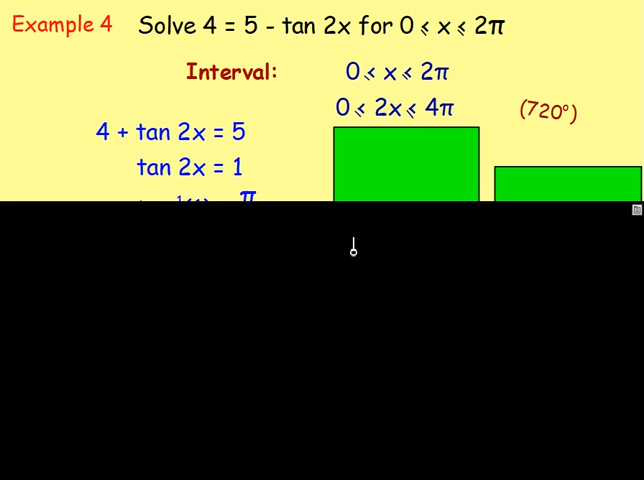 Example 4 Solve 4 = 5 - tan 2x for 0 ≤ x ≤ 2π
Interval: 0 ≤ x ≤ 2π
0 ≤ 2x ≤ 4π (720°)
4 + tan 2x = 5
tan 2x = 1
π